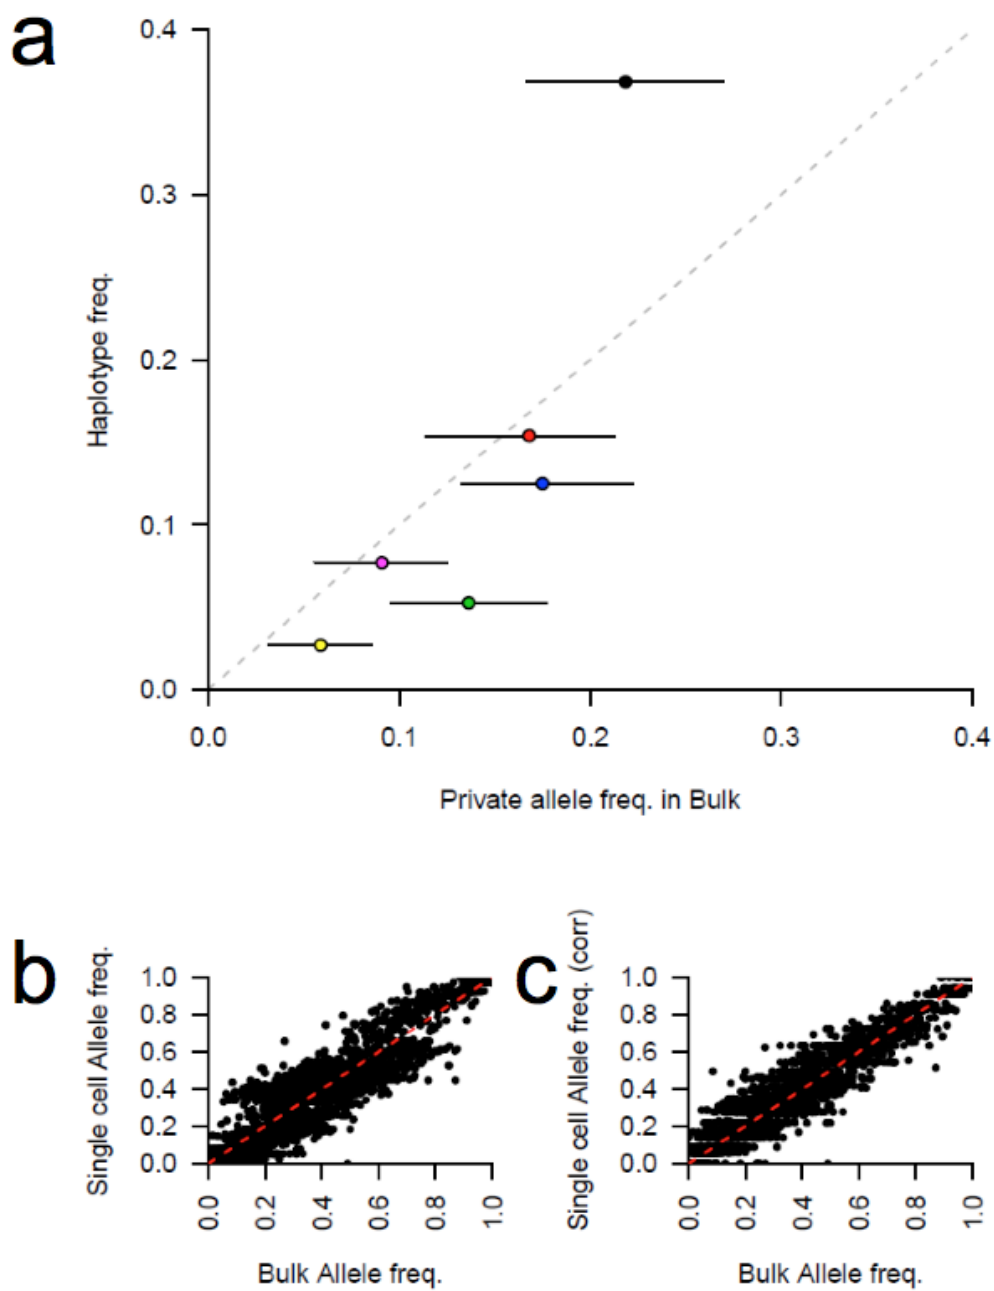 a
0.4
0.3
0.2
0.1
0.0
Haplotype freq.
0.0 0.1 0.2 0.3 0.4
Private allele freq. in Bulk
b
Single cell Allele freq.
1.0
0.8
0.6
0.4
0.2
0.0
0.0 0.2 0.4 0.6 0.8 1.0
Bulk Allele freq.
c
Single cell Allele freq. (corr)
1.0
0.8
0.6
0.4
0.2
0.0
0.0 0.2 0.4 0.6 0.8 1.0
Bulk Allele freq.